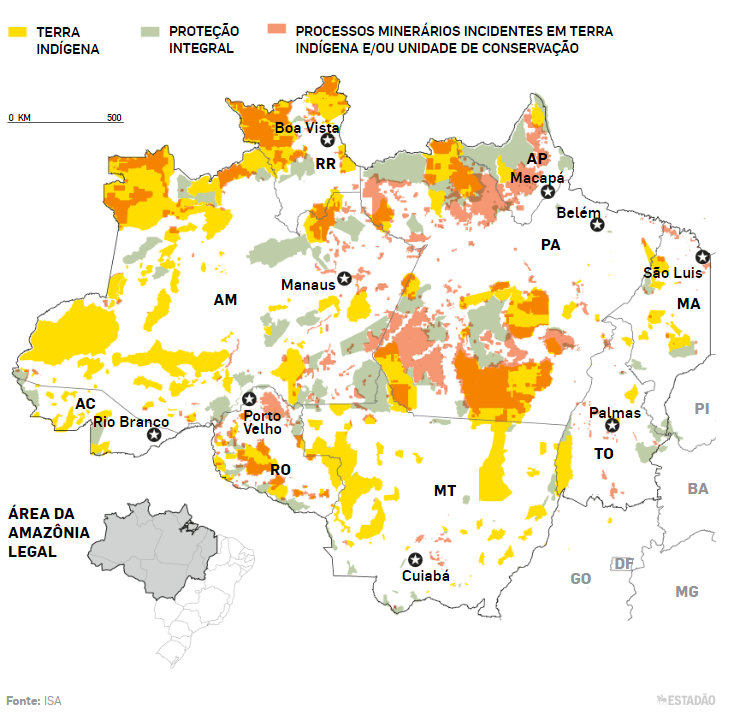 TERRA
INDÍGENA
PROTEÇÃO
INTEGRAL
PROCESSOS MINERÁRIOS INCIDENTES EM TERRA
INDÍGENA E/OU UNIDADE DE CONSERVAÇÃO
0 KM 500
Boa Vista
RR
AP
Macapá
Belém
PA
São Luis
MA
Manaus
AM
AC
Rio Branco
Porto
Velho
RO
Palmas
TO
PI
BA
MT
Cuiabá
GO
DF
MG
ÁREA DA
AMAZÔNIA
LEGAL
Fonte: ISA
ESTADÃO